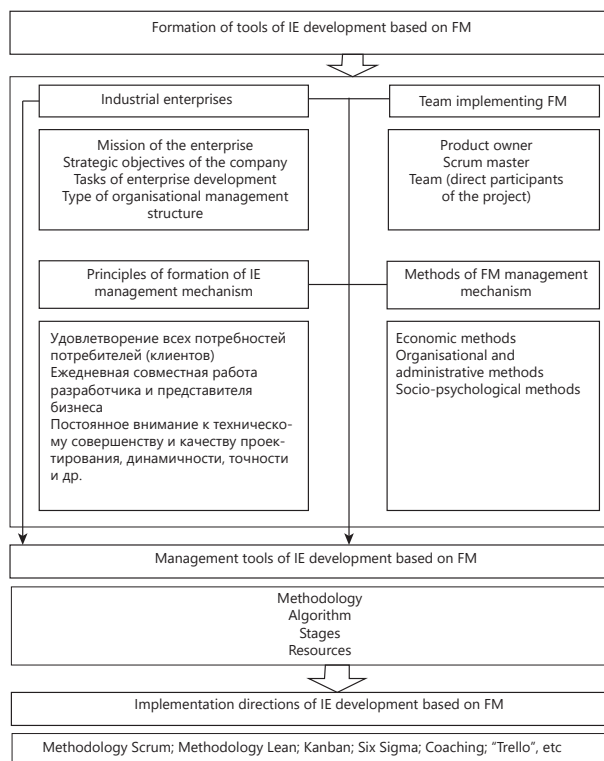 Formation of tools of IE development based on FM
Industrial enterprises
Team implementing FM
Mission of the enterprise
Strategic objectives of the company
Tasks of enterprise development
Type of organisational management
structure
Product owner
Scrum master
Team (direct participants
of the project)
Principles of formation of IE
management mechanism
Methods of FM management
mechanism
Удовлетворение всех потребностей
потребителей (клиентов)
Ежедневная совместная работа
разработчика и представителя
бизнеса
Постоянное внимание к техническо-
му совершенству и качеству проек-
тирования, динамичности, точности
и др.
Economic methods
Organisational and
administrative methods
Socio-psychological methods
Management tools of IE development based on FM
Methodology
Algorithm
Stages
Resources
Implementation directions of IE development based on FM
Methodology Scrum; Methodology Lean; Kanban; Six Sigma; Coaching; “Trello”, etc